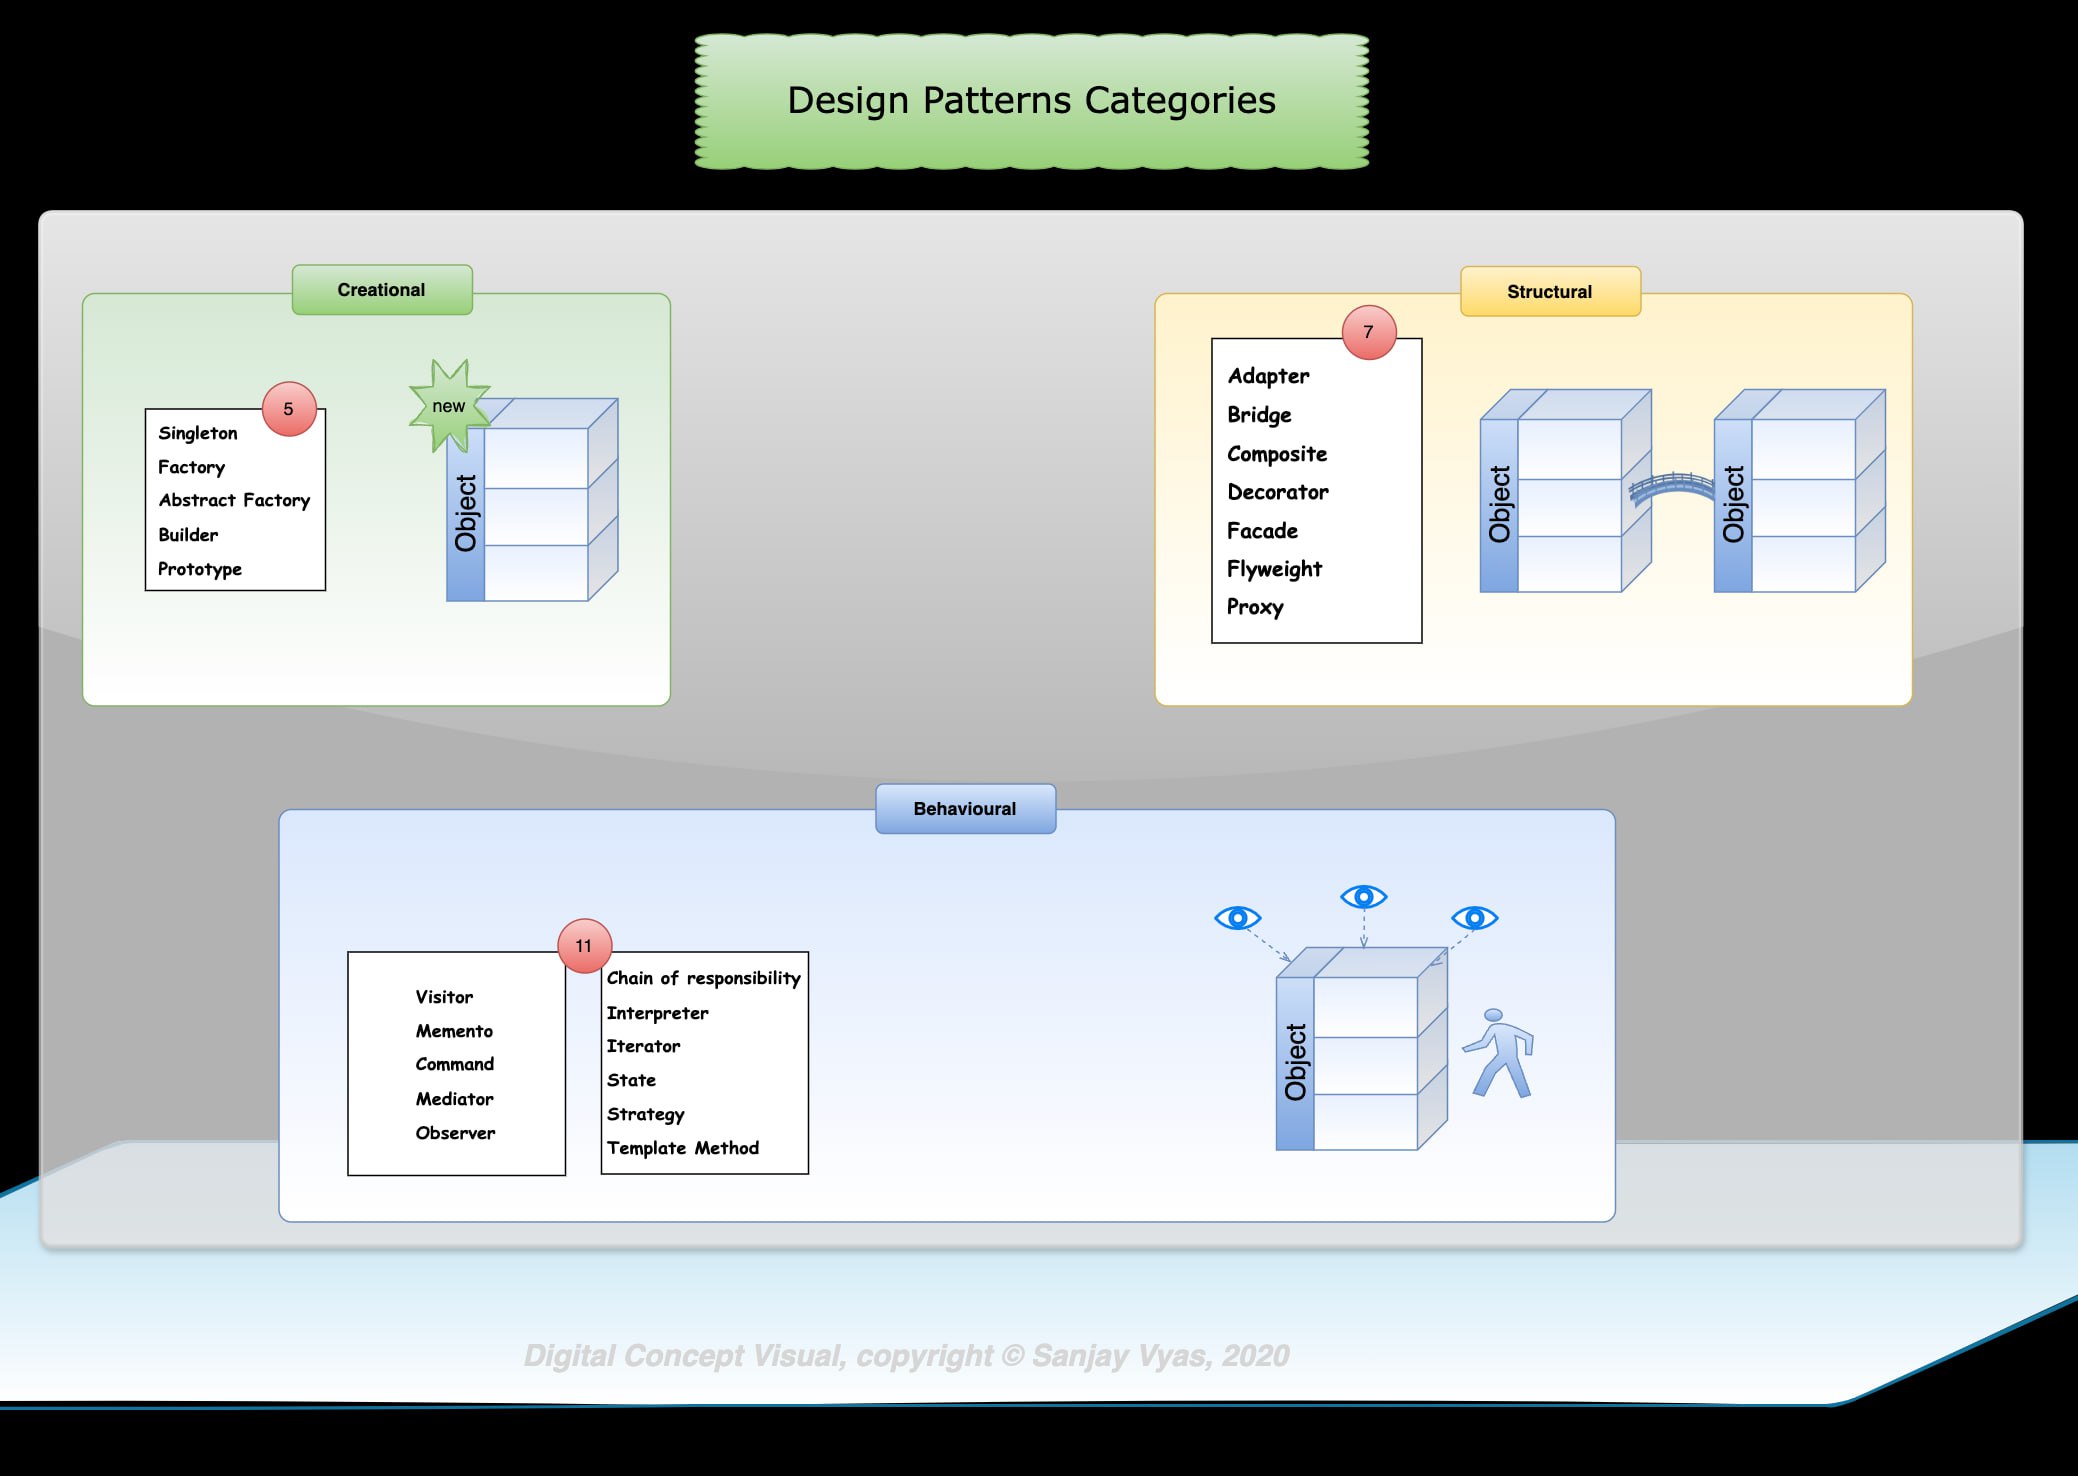 Design Patterns Categories
Creational
5
Singleton
Factory
Abstract Factory
Builder
Prototype
new
Object
Structural
7
Adapter
Bridge
Composite
Decorator
Facade
Flyweight
Proxy
Object
Object
Behavioural
11
Visitor
Memento
Command
Mediator
Observer
Chain of responsibility
Interpreter
Iterator
State
Strategy
Template Method
Object
Digital Concept Visual, copyright © Sanjay Vyas, 2020